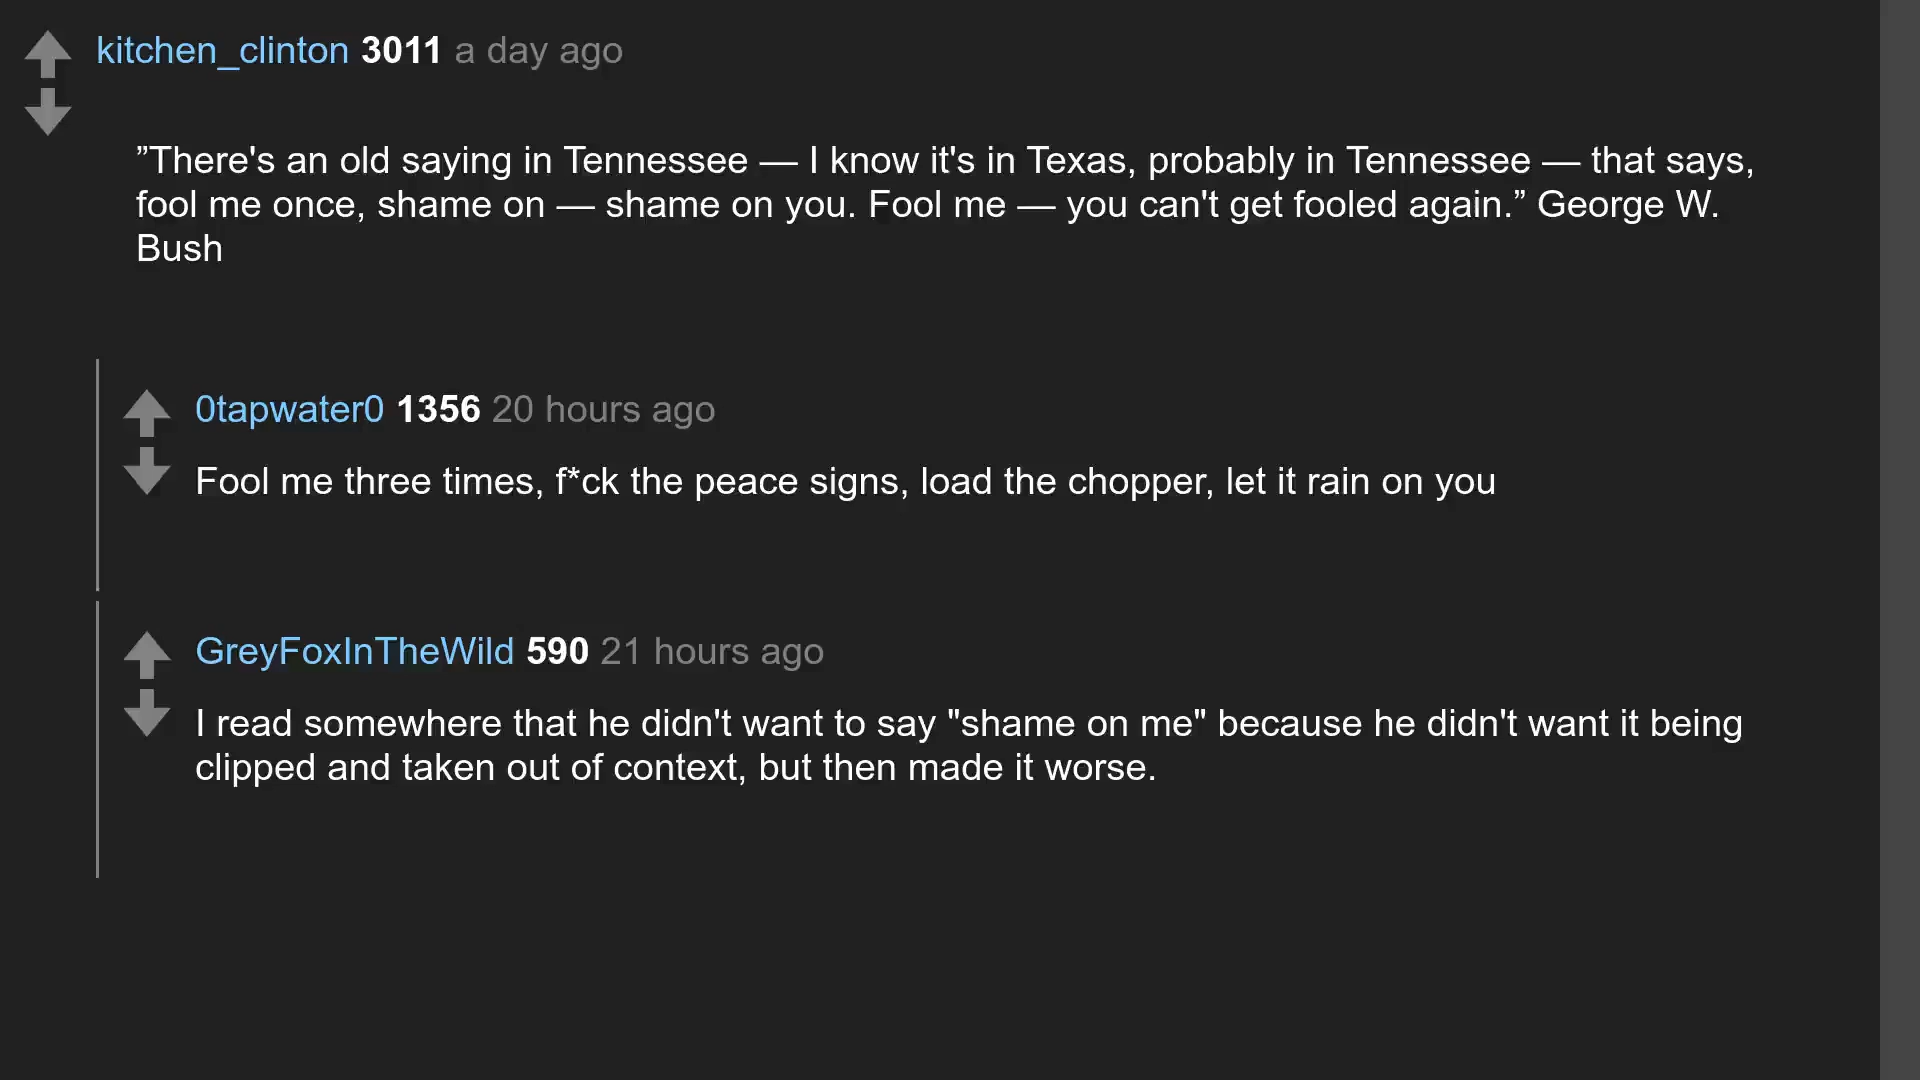 kitchen_clinton 3011 a day ago
”There's an old saying in Tennessee — I know it's in Texas, probably in Tennessee — that says,
fool me once, shame on — shame on you. Fool me — you can't get fooled again.” George W.
Bush
0tapwater0 1356 20 hours ago
Fool me three times, f*ck the peace signs, load the chopper, let it rain on you
GreyFoxInTheWild 590 21 hours ago
I read somewhere that he didn't want to say "shame on me" because he didn't want it being
clipped and taken out of context, but then made it worse.